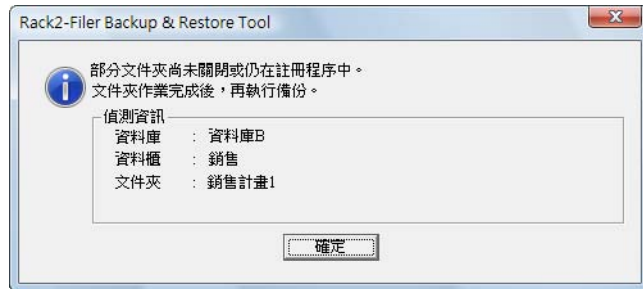 Rack2-Filer Backup & Restore Tool
部分文件夾尚未關閉或仍在註冊程序中。
文件夾作業完成後，再執行備份。
偵測資訊
資料庫 : 資料庫B
資料櫃 : 銷售
文件夾 : 銷售計畫1
確定